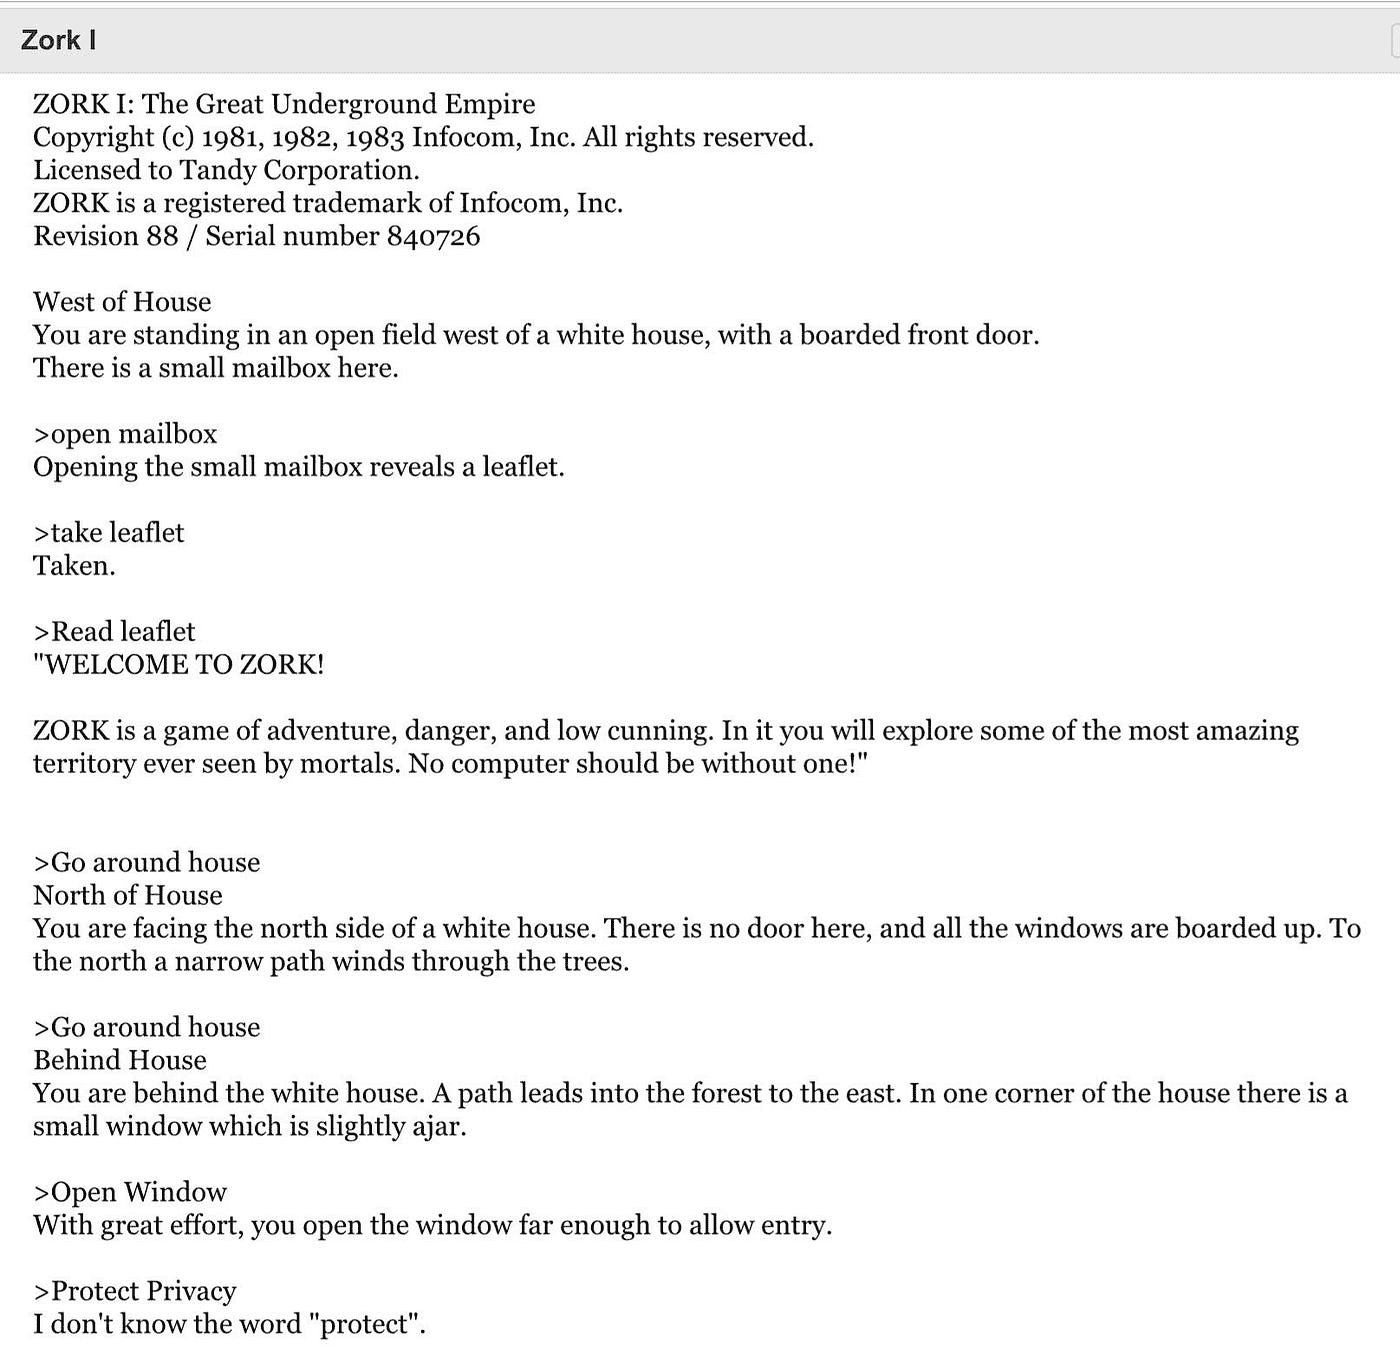 Zork I
ZORK I: The Great Underground Empire
Copyright (c) 1981, 1982, 1983 Infocom, Inc. All rights reserved.
Licensed to Tandy Corporation.
ZORK is a registered trademark of Infocom, Inc.
Revision 88 / Serial number 840726
West of House
You are standing in an open field west of a white house, with a boarded front door.
There is a small mailbox here.
>open mailbox
Opening the small mailbox reveals a leaflet.
>take leaflet
Taken.
>Read leaflet
"WELCOME TO ZORK!
ZORK is a game of adventure, danger, and low cunning. In it you will explore some of the most amazing
territory ever seen by mortals. No computer should be without one!"
>Go around house
North of House
You are facing the north side of a white house. There is no door here, and all the windows are boarded up. To
the north a narrow path winds through the trees.
>Go around house
Behind House
You are behind the white house. A path leads into the forest to the east. In one corner of the house there is a
small window which is slightly ajar.
>Open Window
With great effort, you open the window far enough to allow entry.
>Protect Privacy
I don't know the word "protect".